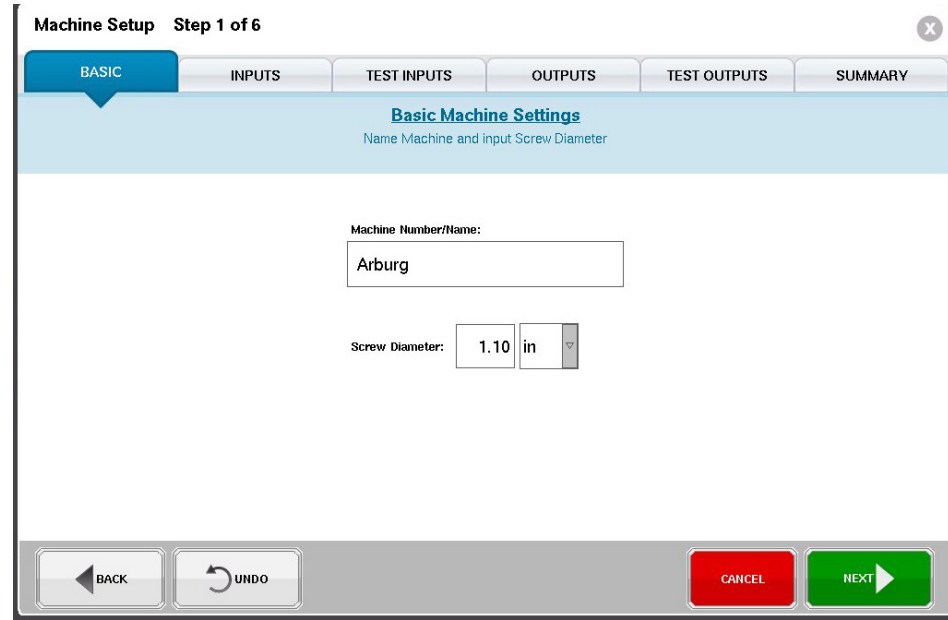 Machine Setup Step 1 of 6
X
BASIC INPUTS TEST INPUTS OUTPUTS TEST OUTPUTS SUMMARY
Basic Machine Settings
Name Machine and input Screw Diameter
Machine Number/Name:
Arburg
Screw Diameter: 1.10 in
BACK UNDO CANCEL NEXT